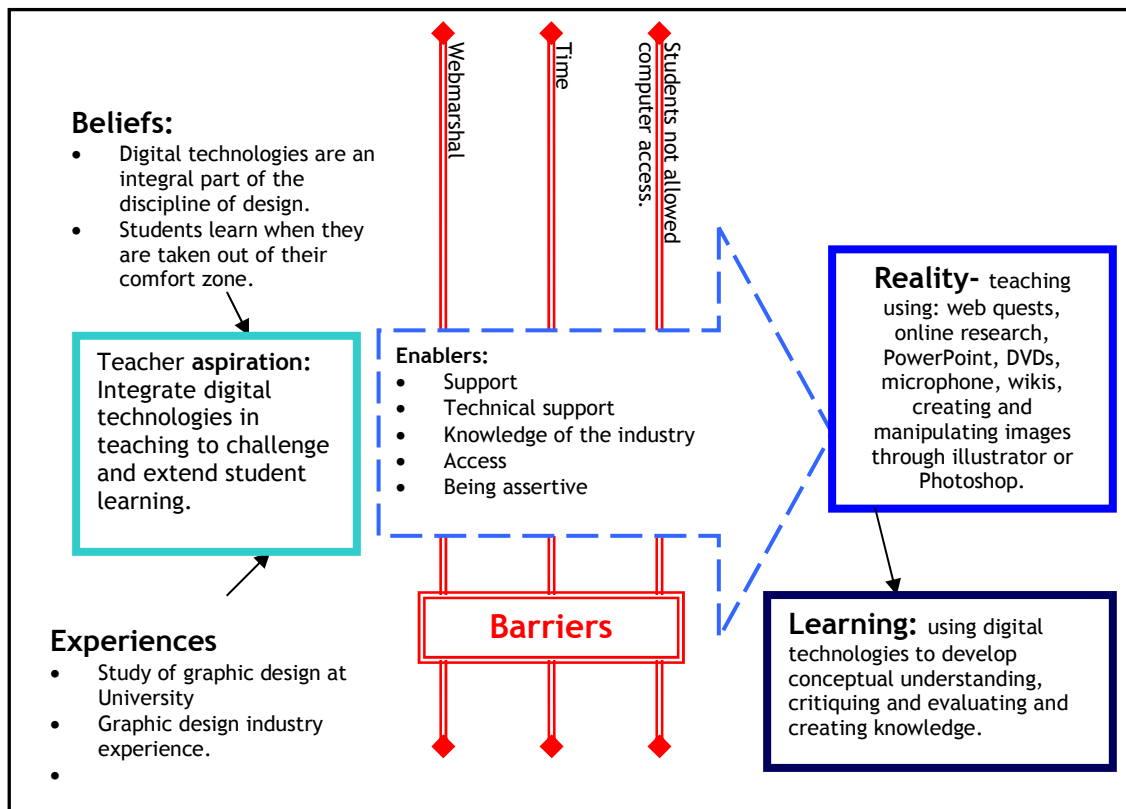 Webmarshal
Time
Students not allowed
computer access.
Beliefs:
• Digital technologies are an
integral part of the
discipline of design.
• Students learn when they
are taken out of their
comfort zone.
Teacher aspiration:
Integrate digital
technologies in
teaching to challenge
and extend student
learning.
Experiences
• Study of graphic design at
University
• Graphic design industry
experience.
•
Enablers:
• Support
• Technical support
• Knowledge of the industry
• Access
• Being assertive
Barriers
Reality- teaching
using: web quests,
online research,
PowerPoint, DVDs,
microphone, wikis,
creating and
manipulating images
through illustrator or
Photoshop.
Learning: using digital
technologies to develop
conceptual understanding,
critiquing and evaluating and
creating knowledge.